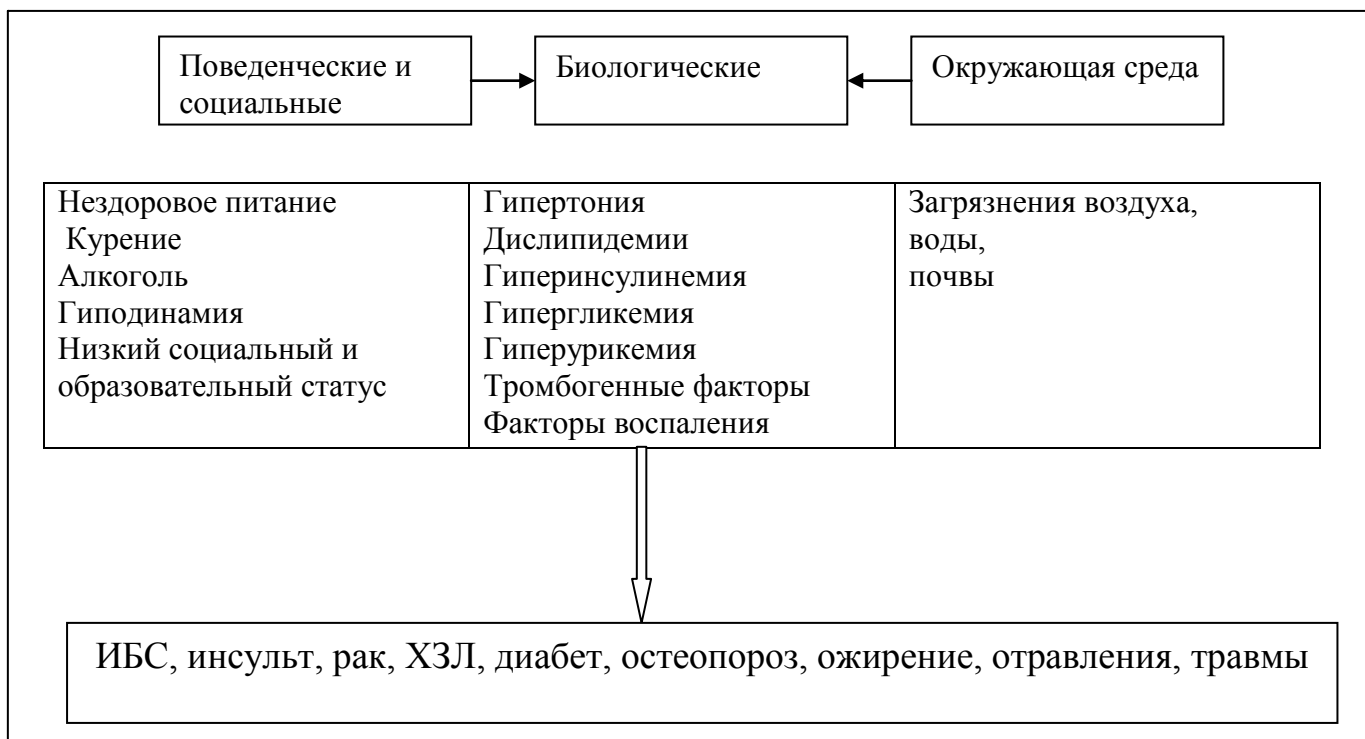 Поведенческие и
социальные
Биологические
Окружающая среда
Нездоровое питание
Курение
Алкоголь
Гиподинамия
Низкий социальный и
образовательный статус
Гипертония
Дислипидемии
Гиперинсулинемия
Гипергликемия
Гиперурикемия
Тромбогенные факторы
Факторы воспаления
Загрязнения воздуха,
воды,
почвы
ИБС, инсульт, рак, ХЗЛ, диабет, остеопороз, ожирение, отравления, травмы